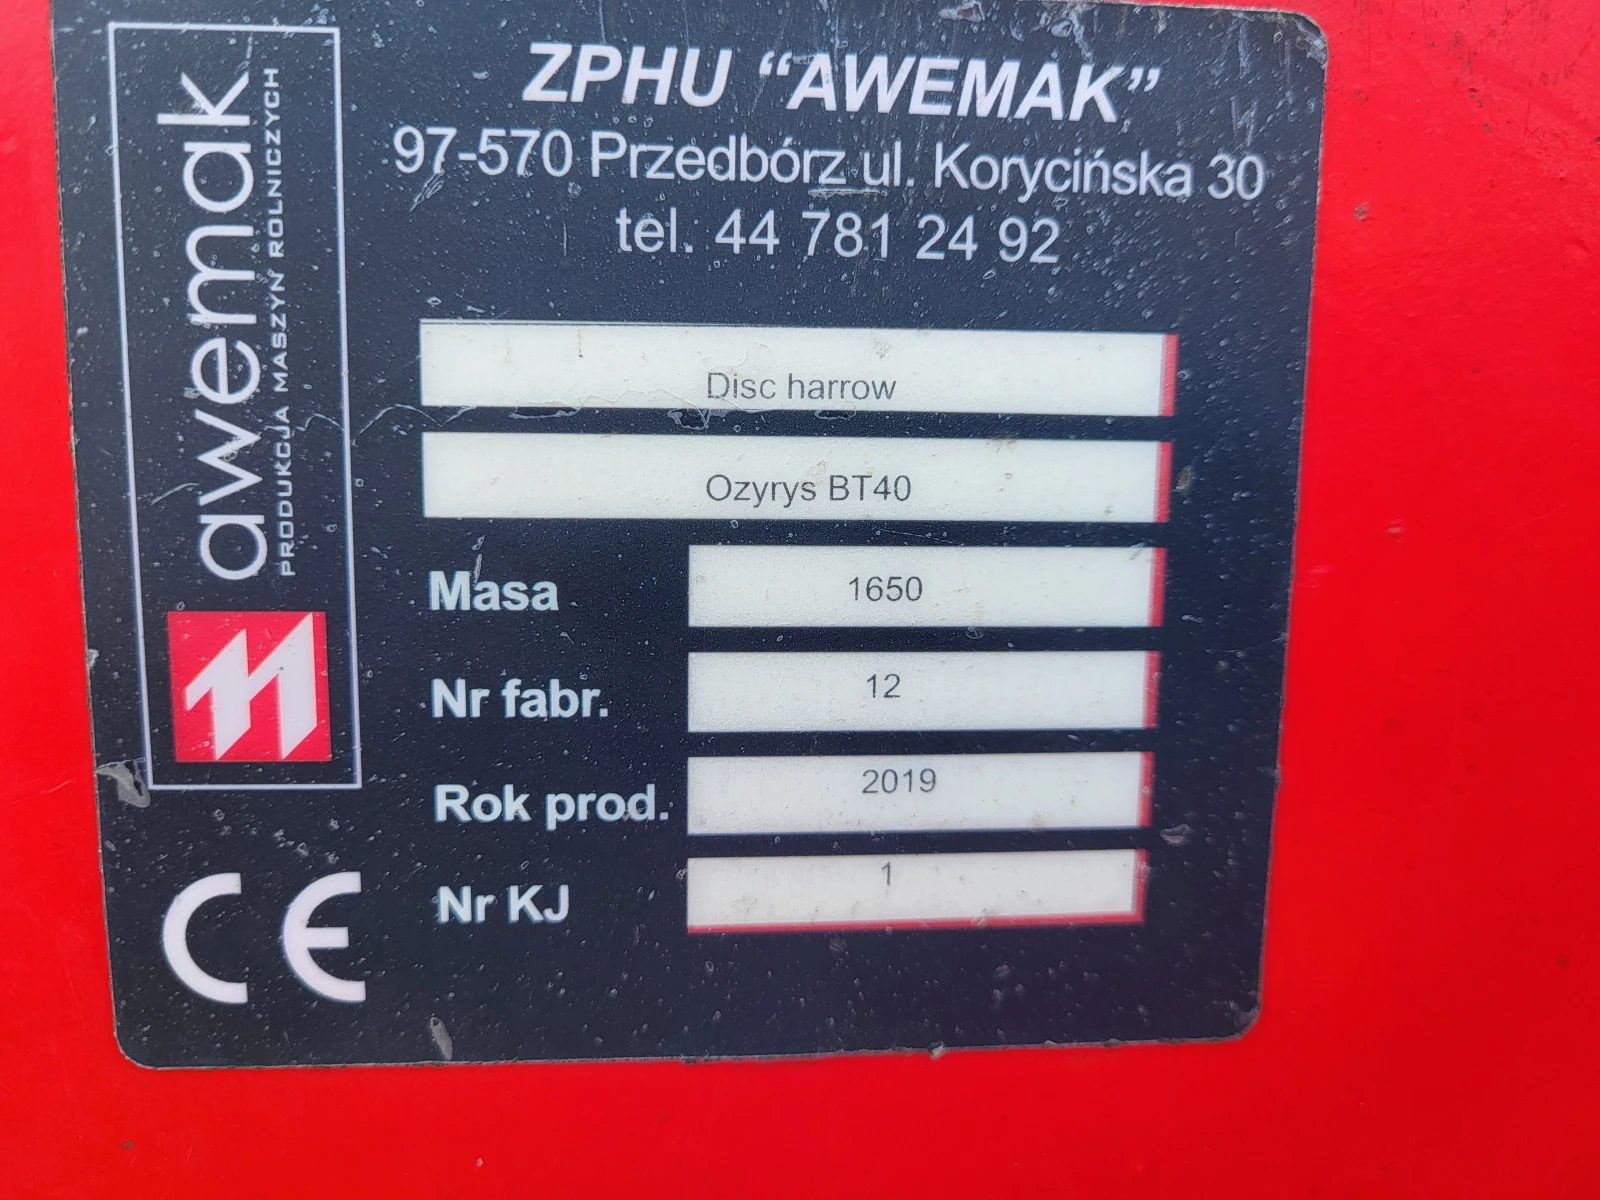 awemak
PRODUKCJA MASZYN ROLNICZYCH
ZPHU “AWEMAK”
97-570 Przedbórz ul. Korycińska 30
tel. 44 781 24 92
Disc harrow
Ozyrys BT40
Masa 1650
Nr fabr. 12
Rok prod. 2019
Nr KJ 1
CE